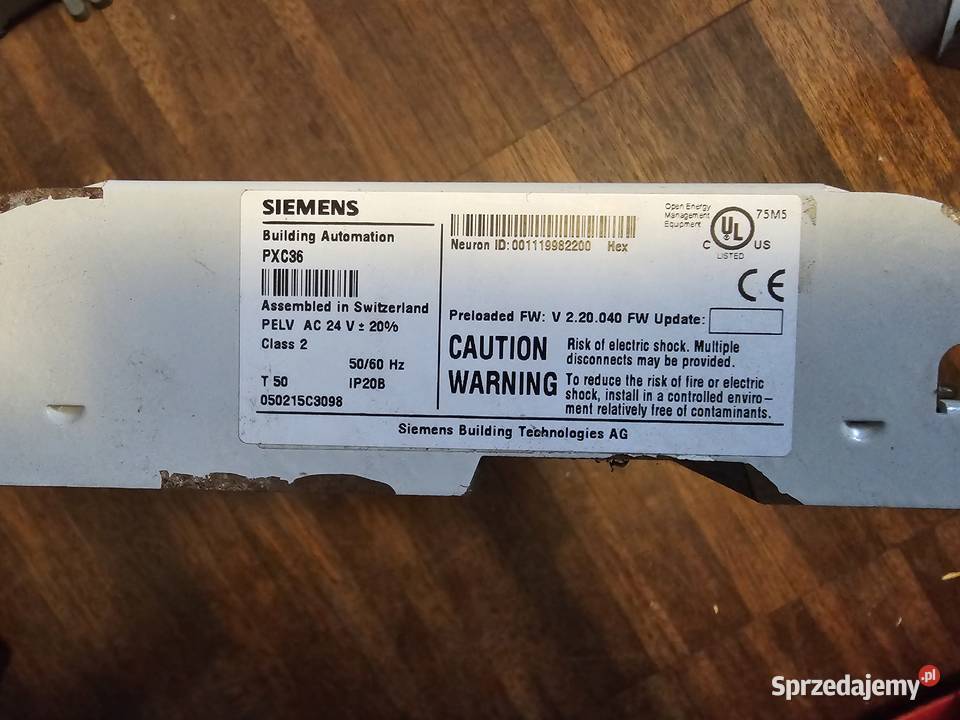 SIEMENS
Building Automation
PXC36
Assembled in Switzerland
PELV AC 24 V ± 20%
Class 2
50/60 Hz
T 50 IP20B
050215C3098
Neuron ID: 001119982200 Hex
Open Energy
Management
Equipment
C UL US
LISTED
75M5
CE
Preloaded FW: V 2.20.040 FW Update:
CAUTION Risk of electric shock. Multiple
disconnects may be provided.
WARNING To reduce the risk of fire or electric
shock, install in a controlled enviro-
ment relatively free of contaminants.
Siemens Building Technologies AG
Sprzedajemy.pl